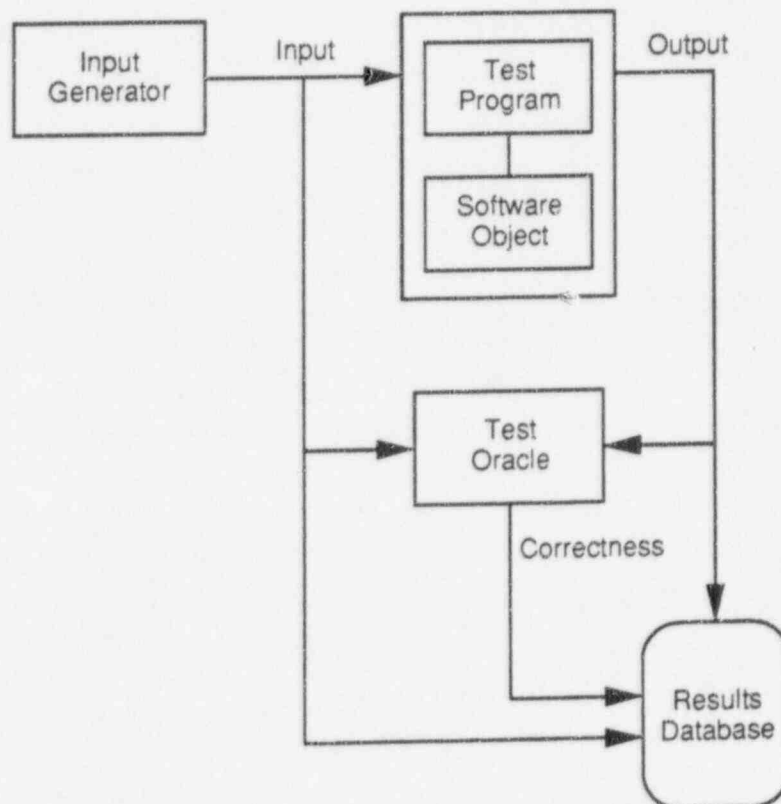 Input
Generator
Input
Test
Program
Output
Software
Object
Test
Oracle
Correctness
Results
Database